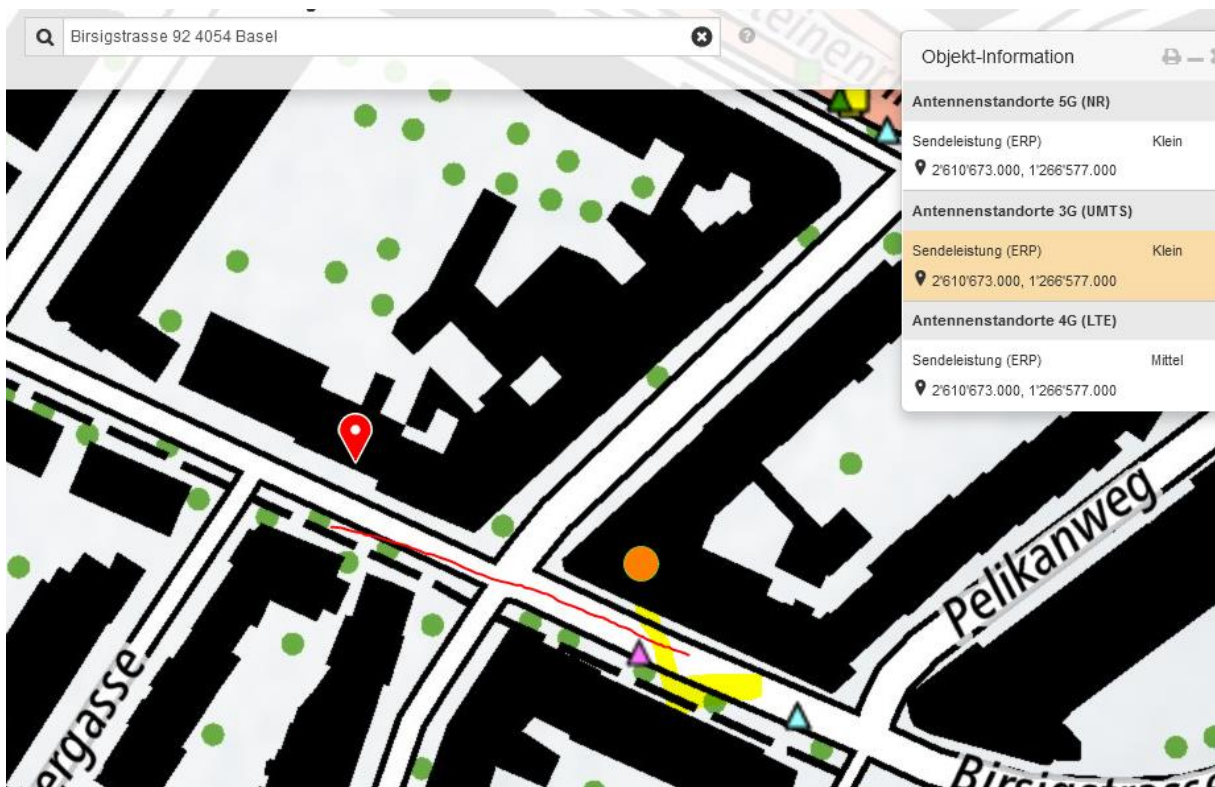 Birsigstrasse 92 4054 Basel
Objekt-Information
Antennenstandorte 5G (NR)
Sendeleistung (ERP) Klein
2'610'673.000, 1'266'577.000
Antennenstandorte 3G (UMTS)
Sendeleistung (ERP) Klein
2'610'673.000, 1'266'577.000
Antennenstandorte 4G (LTE)
Sendeleistung (ERP) Mittel
2'610'673.000, 1'266'577.000
Pelikanweg
ergasse